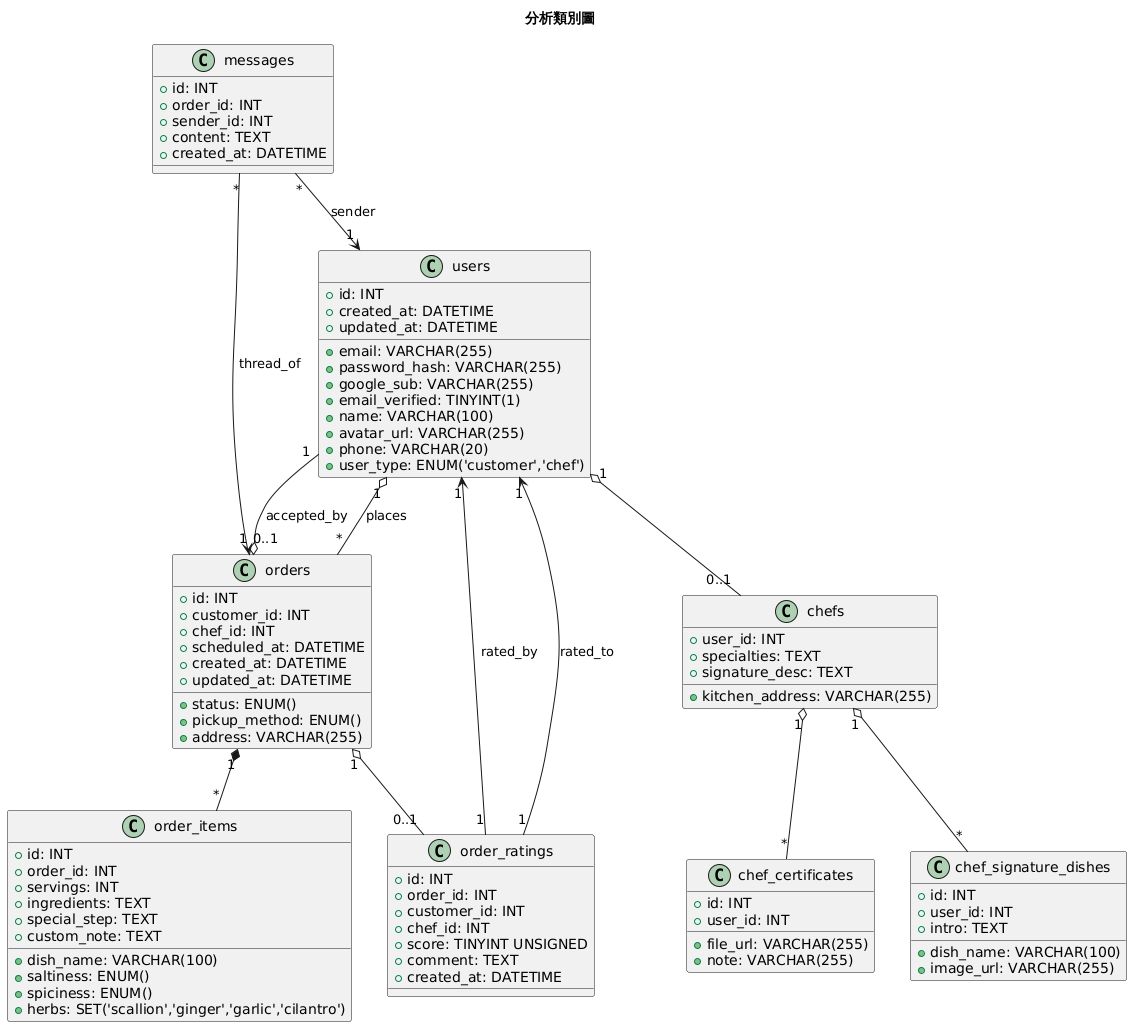 分析類別圖
C messages
id: INT
order_id: INT
sender_id: INT
content: TEXT
created_at: DATETIME
*
*
sender
1
C users
id: INT
created_at: DATETIME
updated_at: DATETIME
email: VARCHAR(255)
password_hash: VARCHAR(255)
google_sub: VARCHAR(255)
email_verified: TINYINT(1)
name: VARCHAR(100)
avatar_url: VARCHAR(255)
phone: VARCHAR(20)
user_type: ENUM('customer','chef')
thread_of
1
1
1
1
1
accepted_by
places
1
0..1
*
0..1
C orders
id: INT
customer_id: INT
chef_id: INT
scheduled_at: DATETIME
created_at: DATETIME
updated_at: DATETIME
status: ENUM()
pickup_method: ENUM()
address: VARCHAR(255)
rated_by
rated_to
C chefs
user_id: INT
specialties: TEXT
signature_desc: TEXT
kitchen_address: VARCHAR(255)
1
1
1
1
*
0..1
1
1
*
*
C order_items
id: INT
order_id: INT
servings: INT
ingredients: TEXT
special_step: TEXT
custom_note: TEXT
dish_name: VARCHAR(100)
saltiness: ENUM()
spiciness: ENUM()
herbs: SET('scallion','ginger','garlic','cilantro')
C order_ratings
id: INT
order_id: INT
customer_id: INT
chef_id: INT
score: TINYINT UNSIGNED
comment: TEXT
created_at: DATETIME
C chef_certificates
id: INT
user_id: INT
file_url: VARCHAR(255)
note: VARCHAR(255)
C chef_signature_dishes
id: INT
user_id: INT
intro: TEXT
dish_name: VARCHAR(100)
image_url: VARCHAR(255)